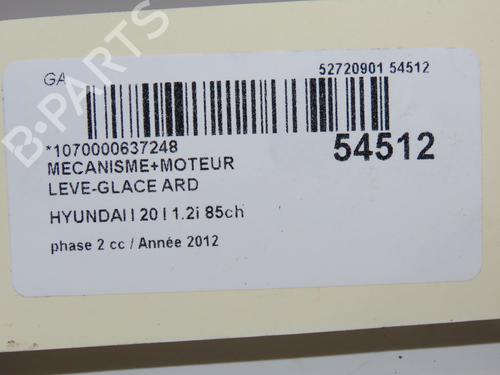 GA
52720901 54512
*1070000637248
54512
MECANISME+MOTEUR
LEVE-GLACE ARD
HYUNDAI I 20 I 1.2i 85ch
phase 2 cc / Année 2012
B-PARTS